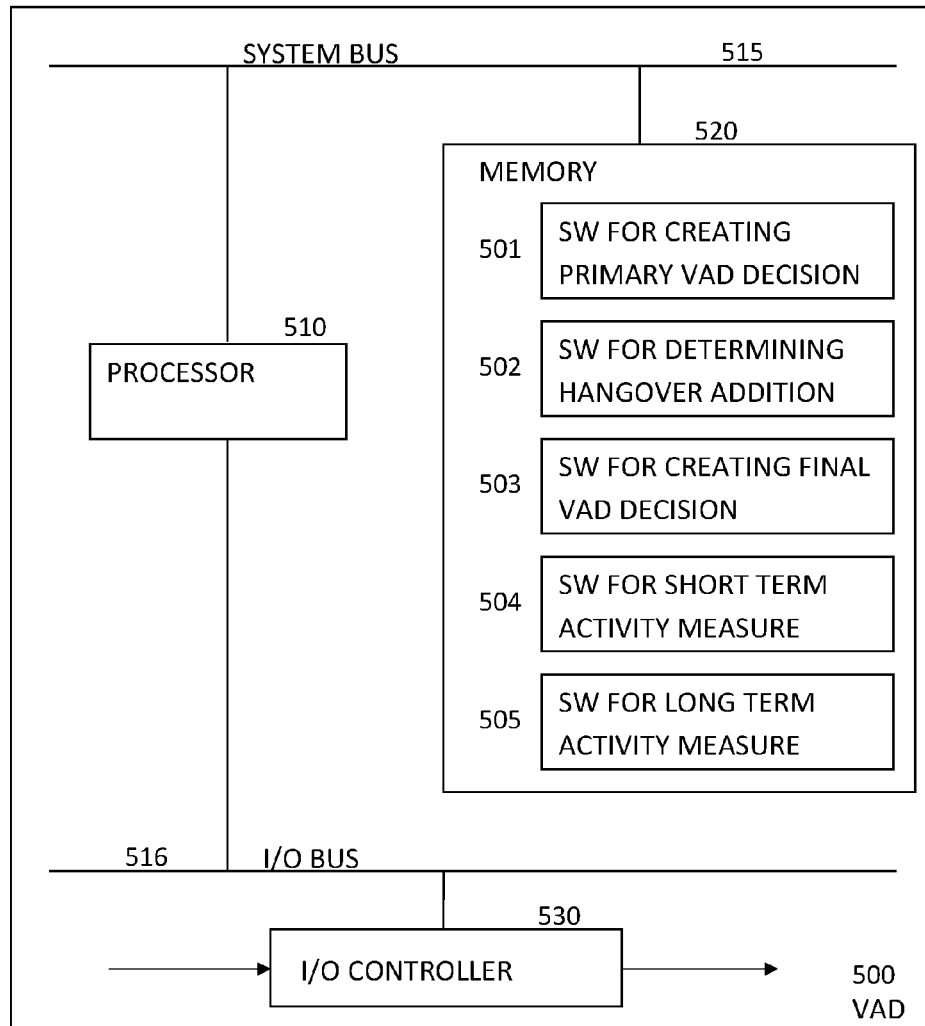 SYSTEM BUS 515
520
MEMORY
501 SW FOR CREATING
PRIMARY VAD DECISION
510
PROCESSOR
502 SW FOR DETERMINING
HANGOVER ADDITION
503 SW FOR CREATING FINAL
VAD DECISION
504 SW FOR SHORT TERM
ACTIVITY MEASURE
505 SW FOR LONG TERM
ACTIVITY MEASURE
516 I/O BUS
530
I/O CONTROLLER
500
VAD